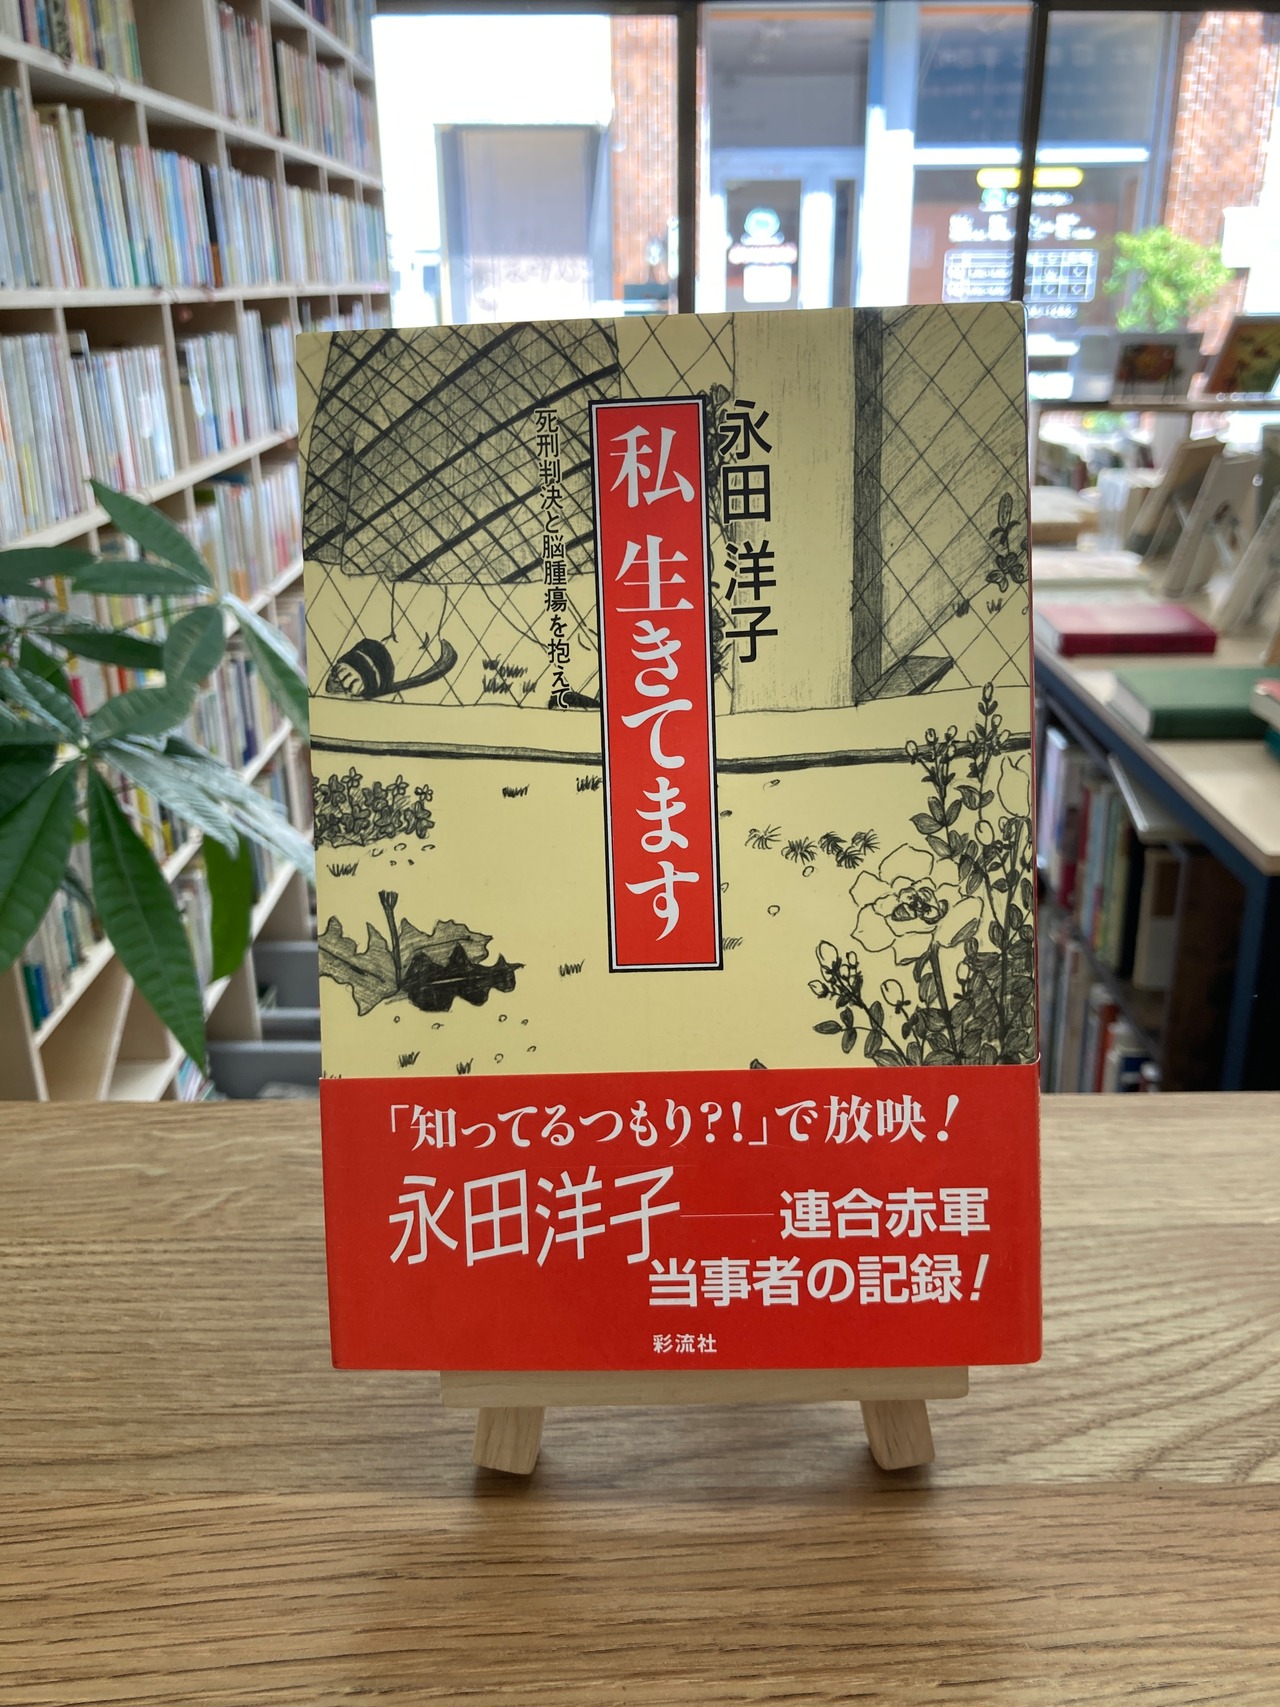 永田洋子
私 生きてます
死刑判決と脳腫瘍を抱えて
「知ってるつもり?!」で放映!
永田洋子──連合赤軍
当事者の記録!
彩流社